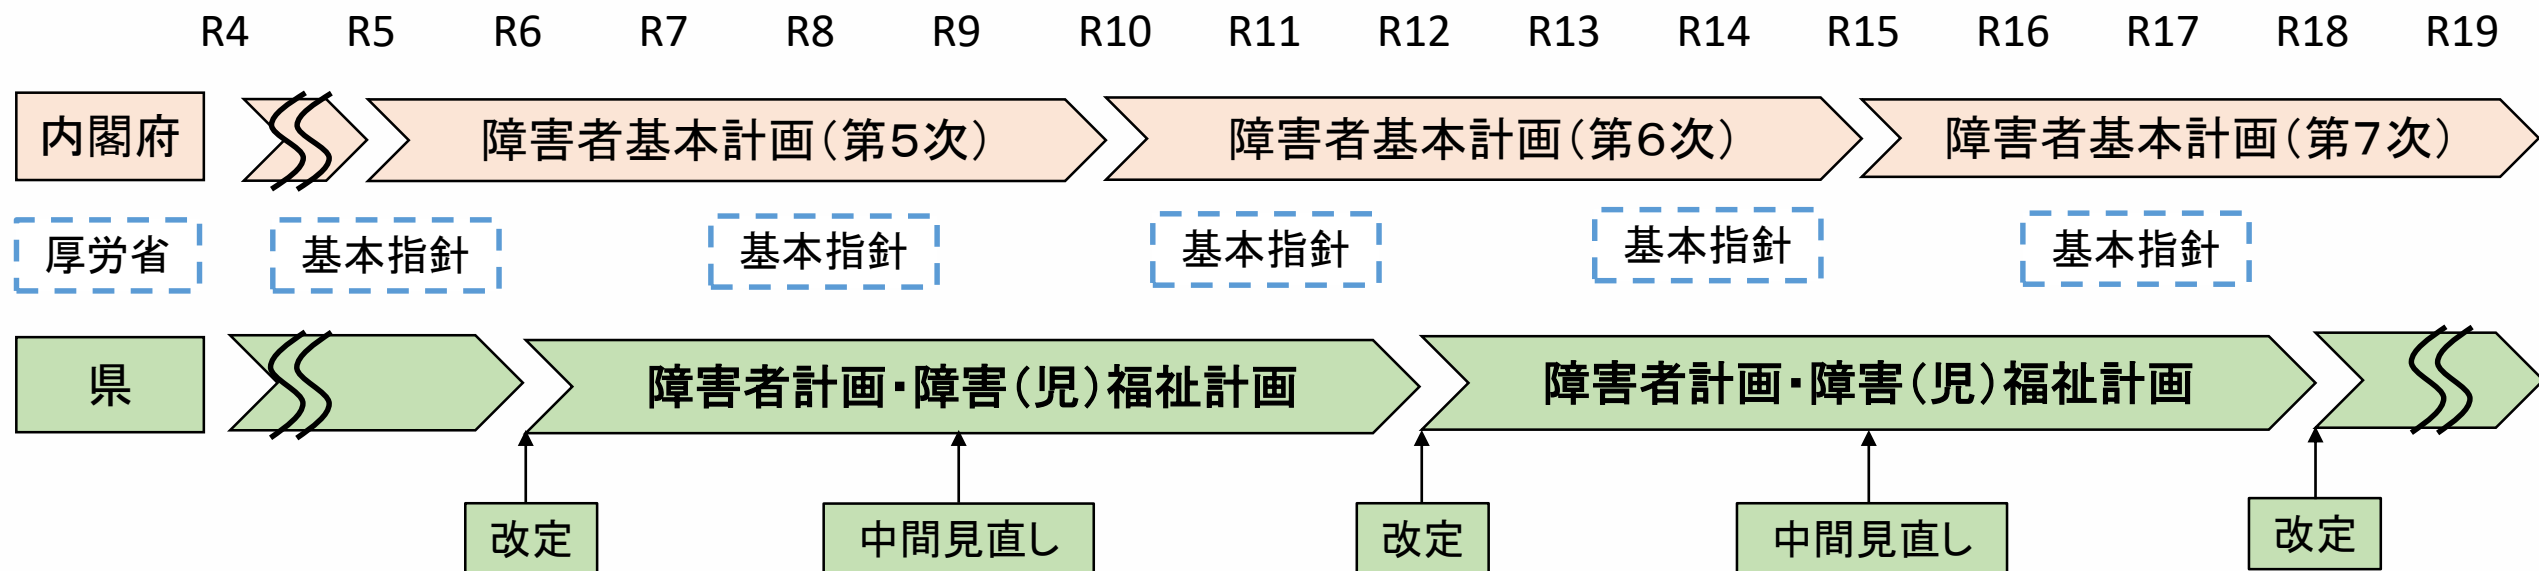 R4 R5 R6 R7 R8 R9 R10 R11 R12 R13 R14 R15 R16 R17 R18 R19
内閣府 障害者基本計画(第5次) 障害者基本計画(第6次) 障害者基本計画(第7次)
厚労省 基本指針 基本指針 基本指針 基本指針 基本指針
県 障害者計画・障害(児)福祉計画 障害者計画・障害(児)福祉計画
改定 中間見直し 改定 中間見直し 改定